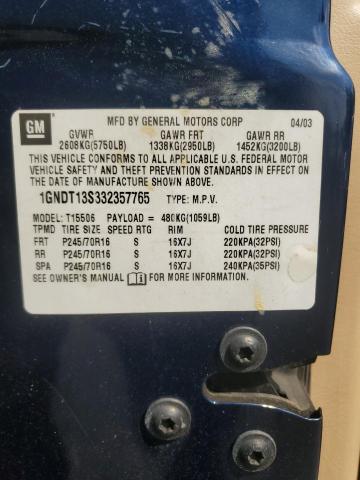 GM
MFD BY GENERAL MOTORS CORP 04/03
GVWR GAWR FRT GAWR RR
2608KG(5750LB) 1338KG(2950LB) 1452KG(3200LB)
THIS VEHICLE CONFORMS TO ALL APPLICABLE U.S. FEDERAL MOTOR
VEHICLE SAFETY AND THEFT PREVENTION STANDARDS IN EFFECT ON
THE DATE OF MANUFACTURE SHOWN ABOVE.
1GNDT13S332357765 TYPE: M.P.V.
MODEL: T15506 PAYLOAD = 480KG(1059LB)
TPMD TIRE SIZE SPEED RTG RIM COLD TIRE PRESSURE
FRT P245/70R16 S 16X7J 220KPA(32PSI)
RR P245/70R16 S 16X7J 220KPA(32PSI)
SPA P245/70R16 S 16X7J 240KPA(35PSI)
SEE OWNER'S MANUAL FOR MORE INFORMATION.